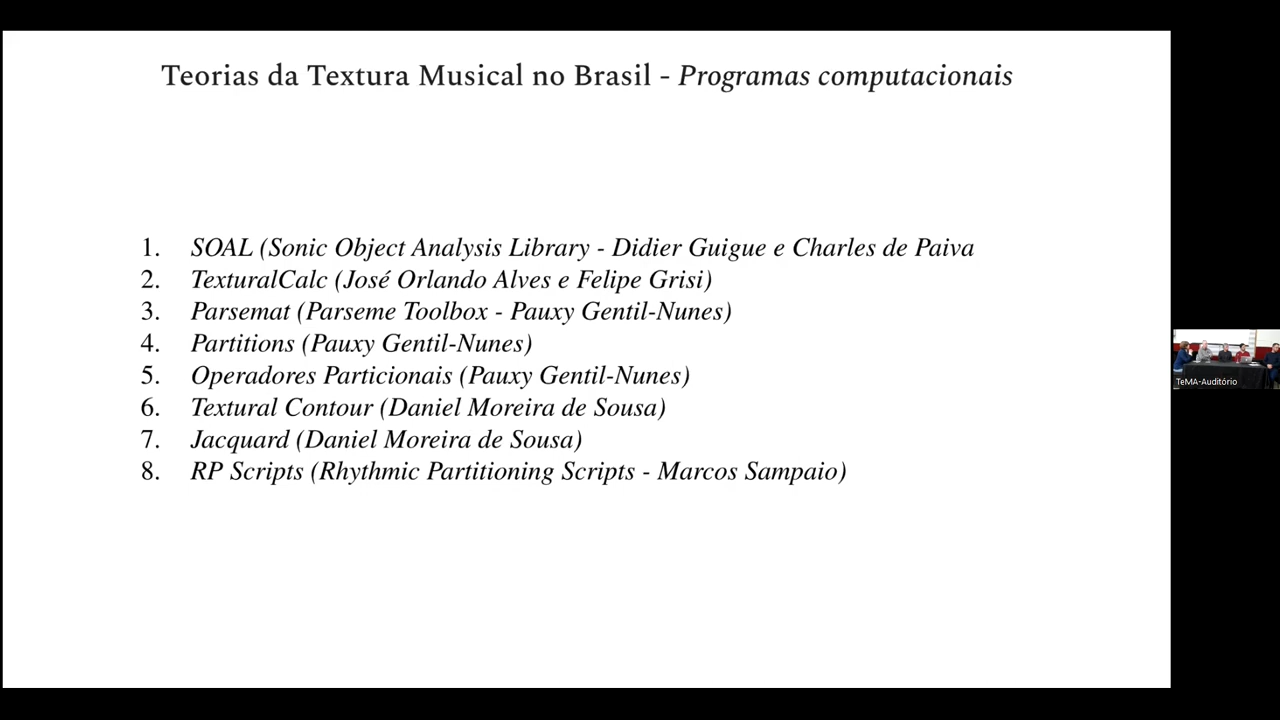 Teorias da Textura Musical no Brasil - Programas computacionais
1. SOAL (Sonic Object Analysis Library - Didier Guigue e Charles de Paiva
2. TexturalCalc (José Orlando Alves e Felipe Grisi)
3. Parsemat (Parseme Toolbox - Pauxy Gentil-Nunes)
4. Partitions (Pauxy Gentil-Nunes)
5. Operadores Particionais (Pauxy Gentil-Nunes)
6. Textural Contour (Daniel Moreira de Sousa)
7. Jacquard (Daniel Moreira de Sousa)
8. RP Scripts (Rhythmic Partitioning Scripts - Marcos Sampaio)
TeMA-Auditório